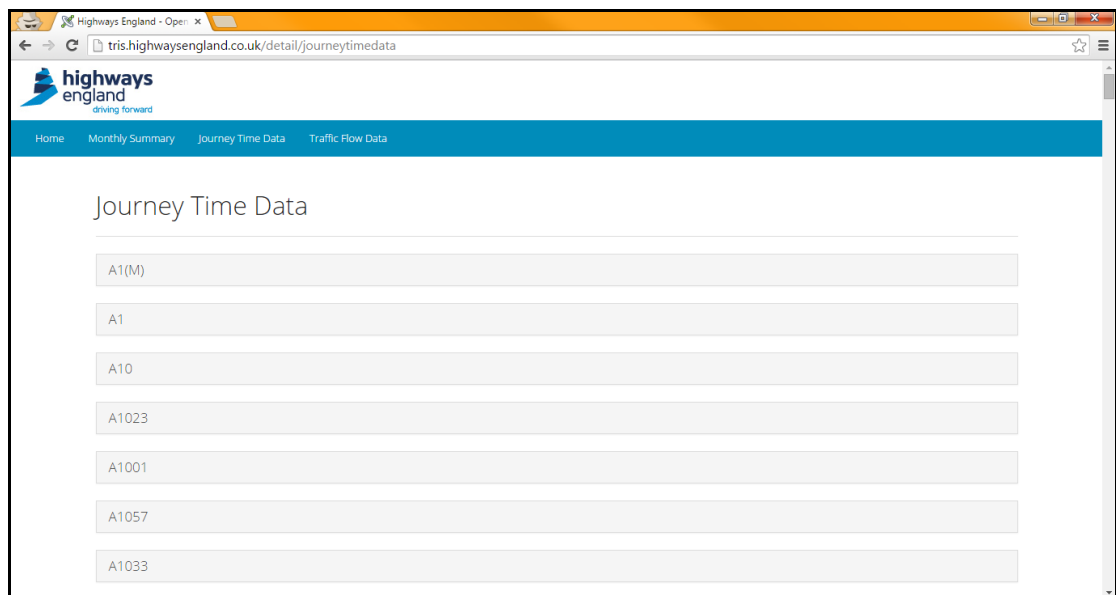 Highways England - Open
tris.highwaysengland.co.uk/detail/journeytimedata
highways
england
driving forward
Home Monthly Summary Journey Time Data Traffic Flow Data
Journey Time Data
A1(M)
A1
A10
A1023
A1001
A1057
A1033